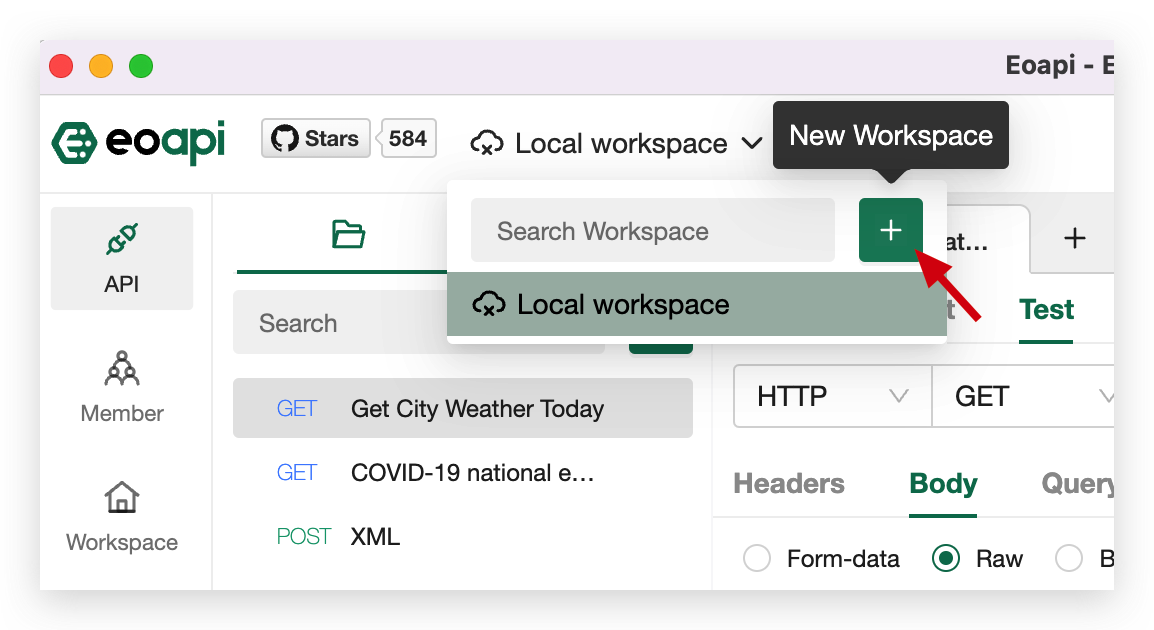 Eoapi - E
eoapi
Stars
584
Local workspace
New Workspace
Search Workspace
at...
Local workspace
API
Search
Test
Member
GET Get City Weather Today
HTTP
GET
GET COVID-19 national e...
Headers
Body
Query
POST XML
Workspace
Form-data
Raw
B